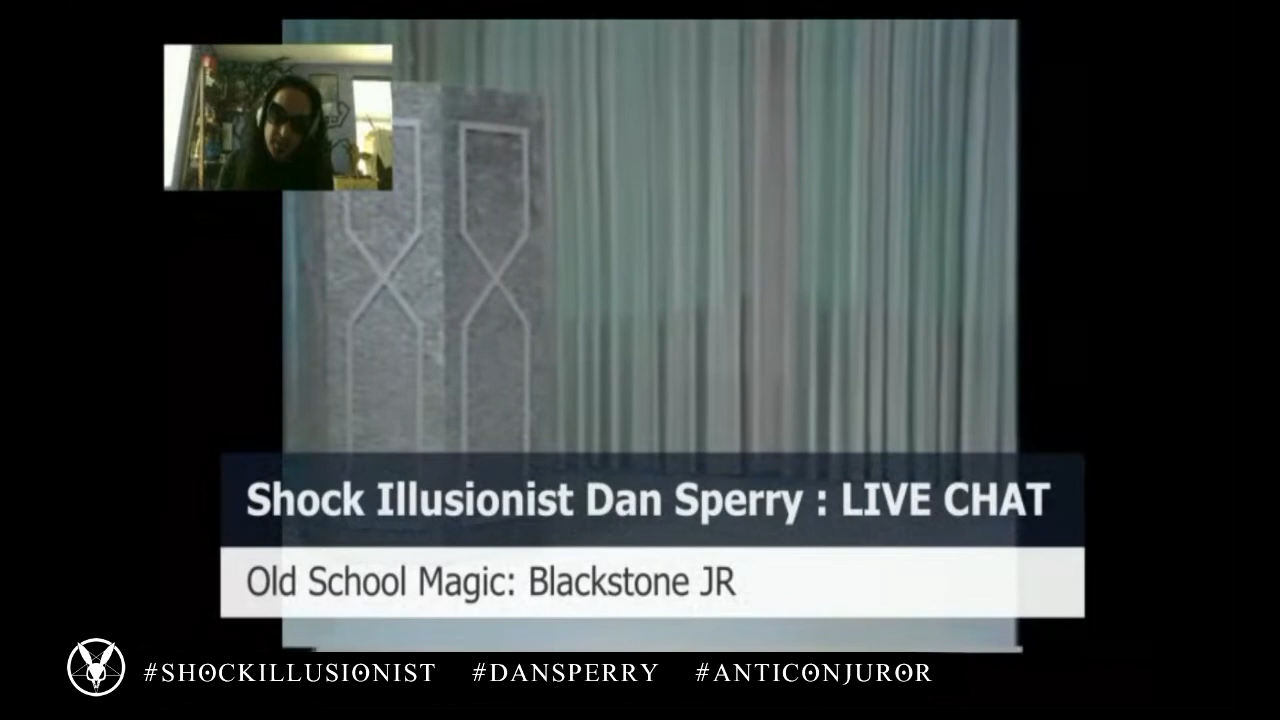 Shock Illusionist Dan Sperry : LIVE CHAT
Old School Magic: Blackstone JR
#SHOCKILLUSIONIST #DANSPERRY #ANTICONJUROR